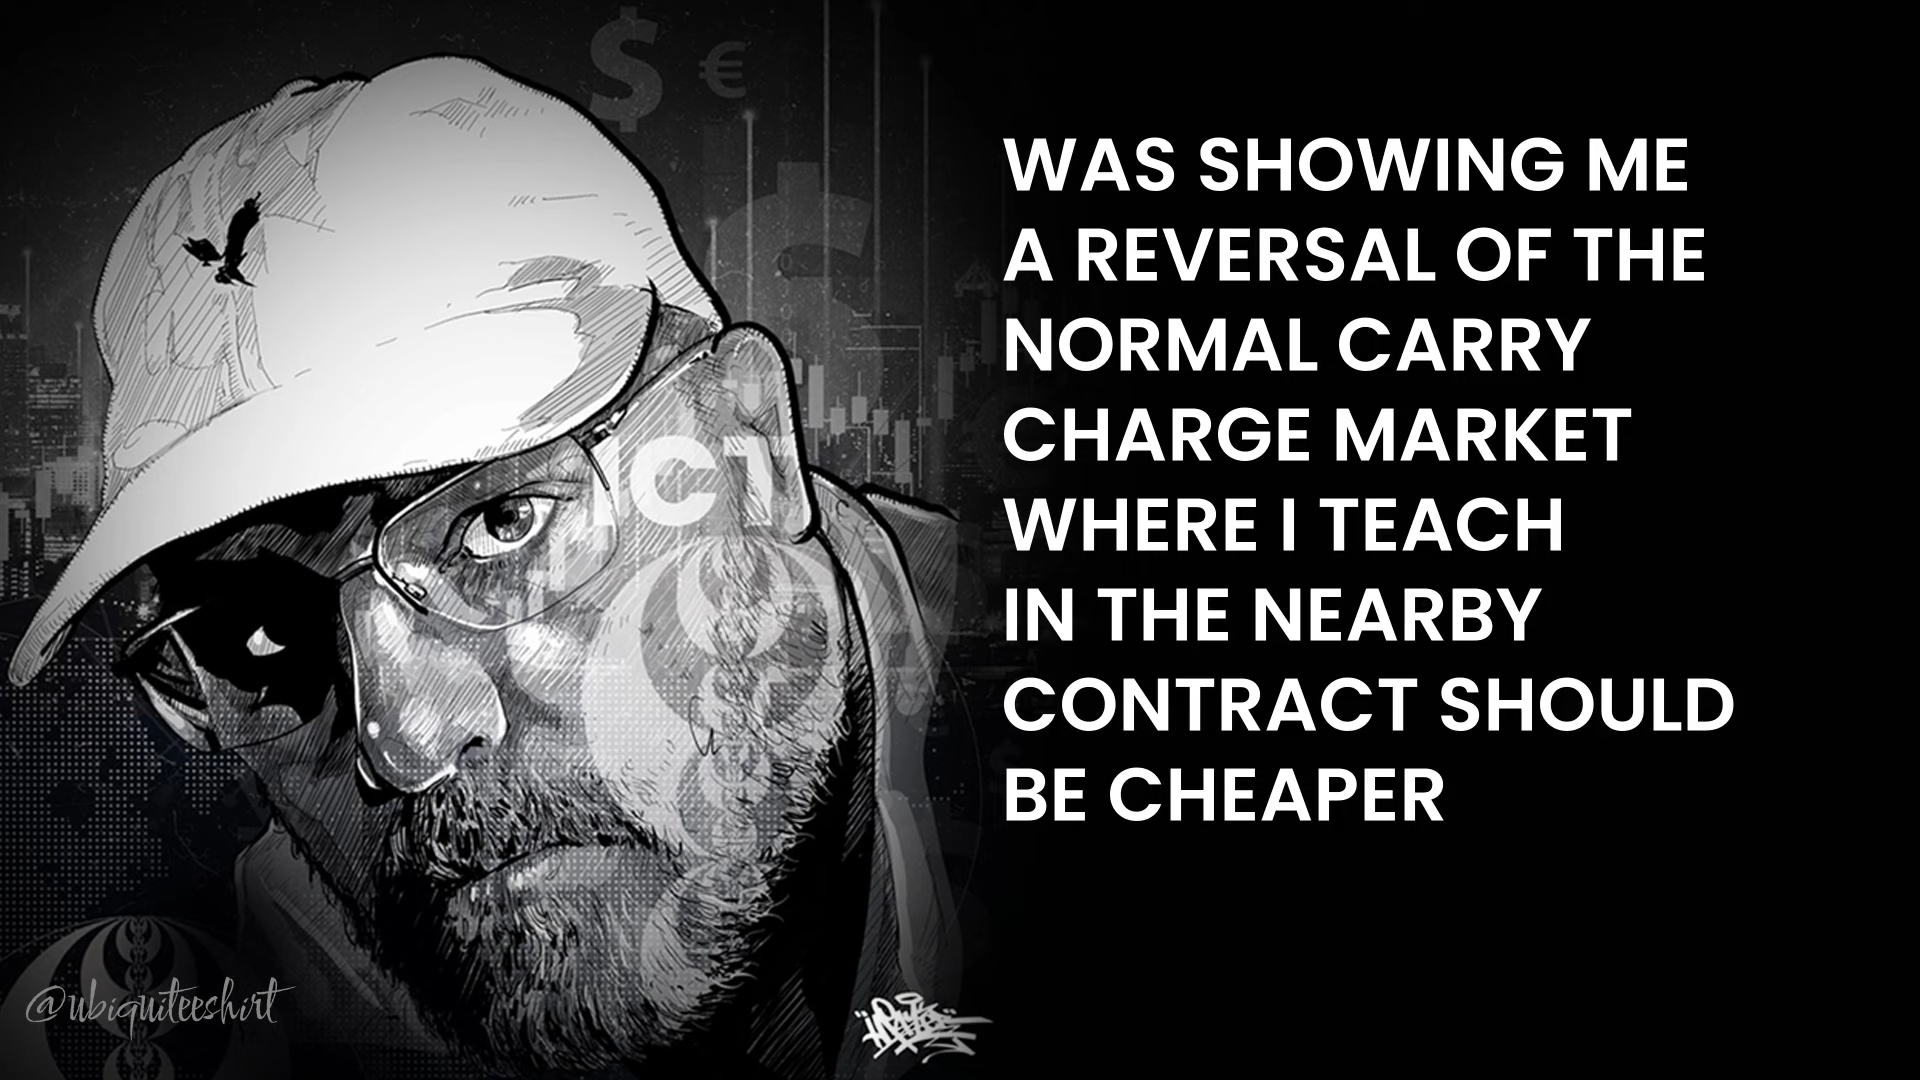 $ €
ICT
WAS SHOWING ME
A REVERSAL OF THE
NORMAL CARRY
CHARGE MARKET
WHERE I TEACH
IN THE NEARBY
CONTRACT SHOULD
BE CHEAPER
@ubiquiteeshirt